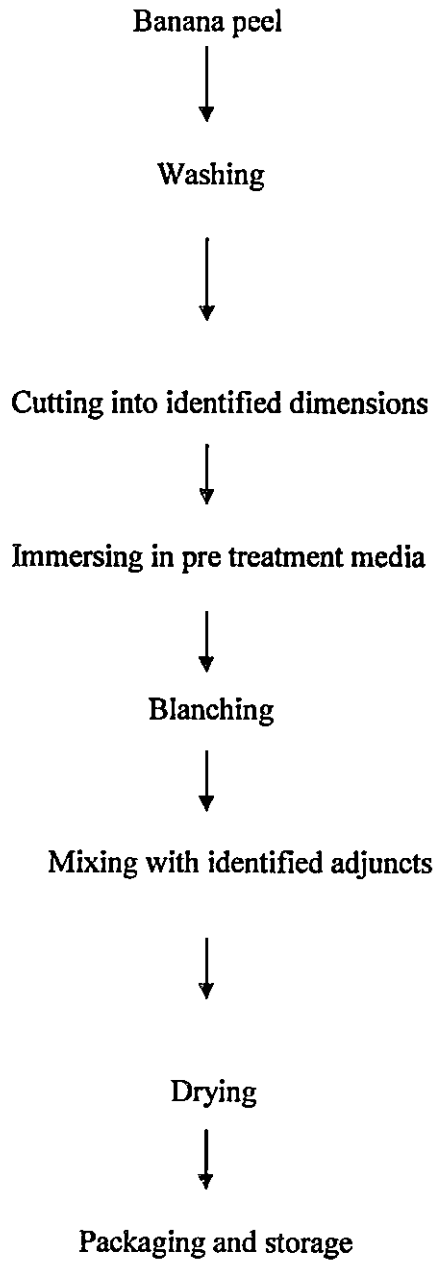 Banana peel
Washing
Cutting into identified dimensions
Immersing in pre treatment media
Blanching
Mixing with identified adjuncts
Drying
Packaging and storage